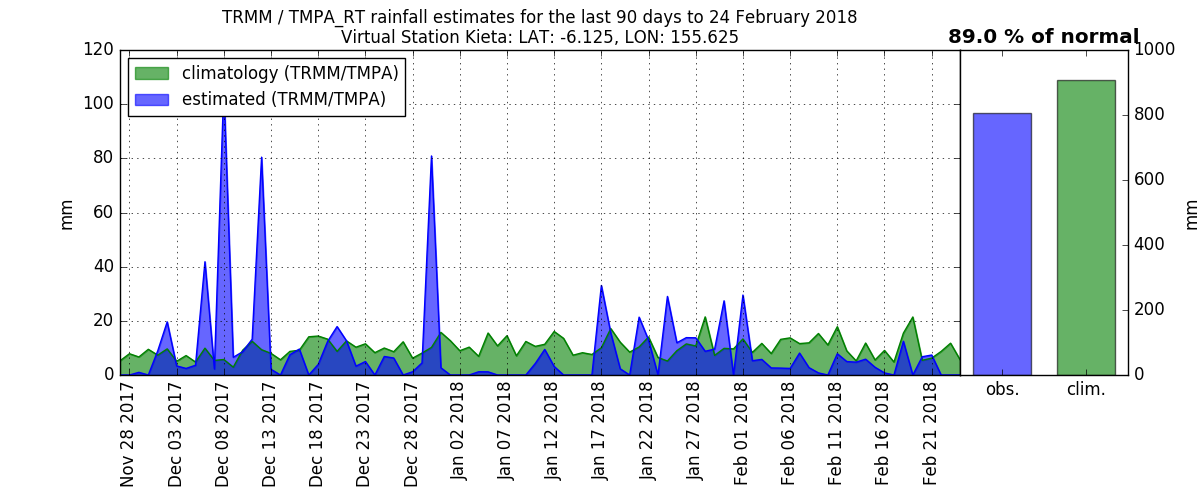 TRMM / TMPA_RT rainfall estimates for the last 90 days to 24 February 2018
Virtual Station Kieta: LAT: -6.125, LON: 155.625
89.0 % of normal
climatology (TRMM/TMPA)
estimated (TRMM/TMPA)
120
100
80
60
40
20
0
mm
1000
800
600
400
200
0
mm
Nov 28 2017
Dec 03 2017
Dec 08 2017
Dec 13 2017
Dec 18 2017
Dec 23 2017
Dec 28 2017
Jan 02 2018
Jan 07 2018
Jan 12 2018
Jan 17 2018
Jan 22 2018
Jan 27 2018
Feb 01 2018
Feb 06 2018
Feb 11 2018
Feb 16 2018
Feb 21 2018
obs.
clim.